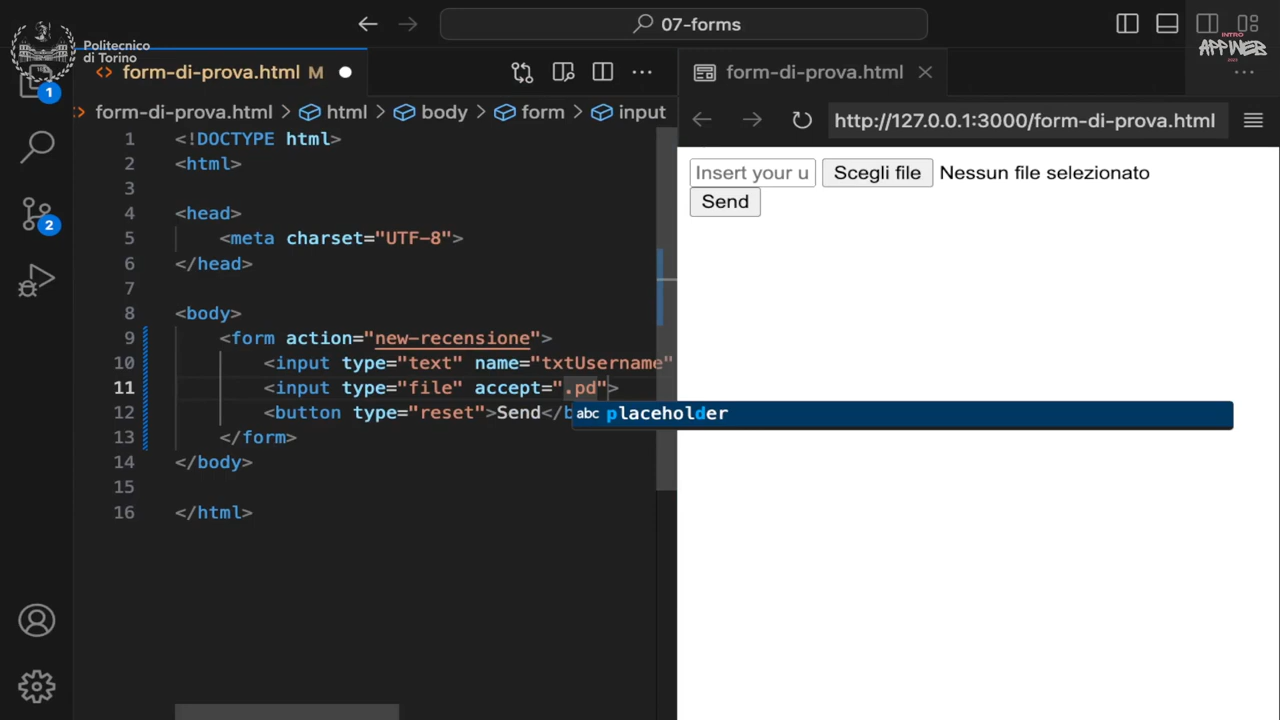 07-forms
Politecnico
di Torino
INTRO
APPWEB
form-di-prova.html M
form-di-prova.html
1
form-di-prova.html > html > body > form > input
http://127.0.0.1:3000/form-di-prova.html
1 <!DOCTYPE html>
2 <html>
3
4 <head>
5 <meta charset="UTF-8">
6 </head>
7
8 <body>
9 <form action="new-recensione">
10 <input type="text" name="txtUsername"
11 <input type="file" accept=".pd">
12 <button type="reset">Send</b
abc placeholder
13 </form>
14 </body>
15
16 </html>
2
Insert your u Scegli file Nessun file selezionato
Send